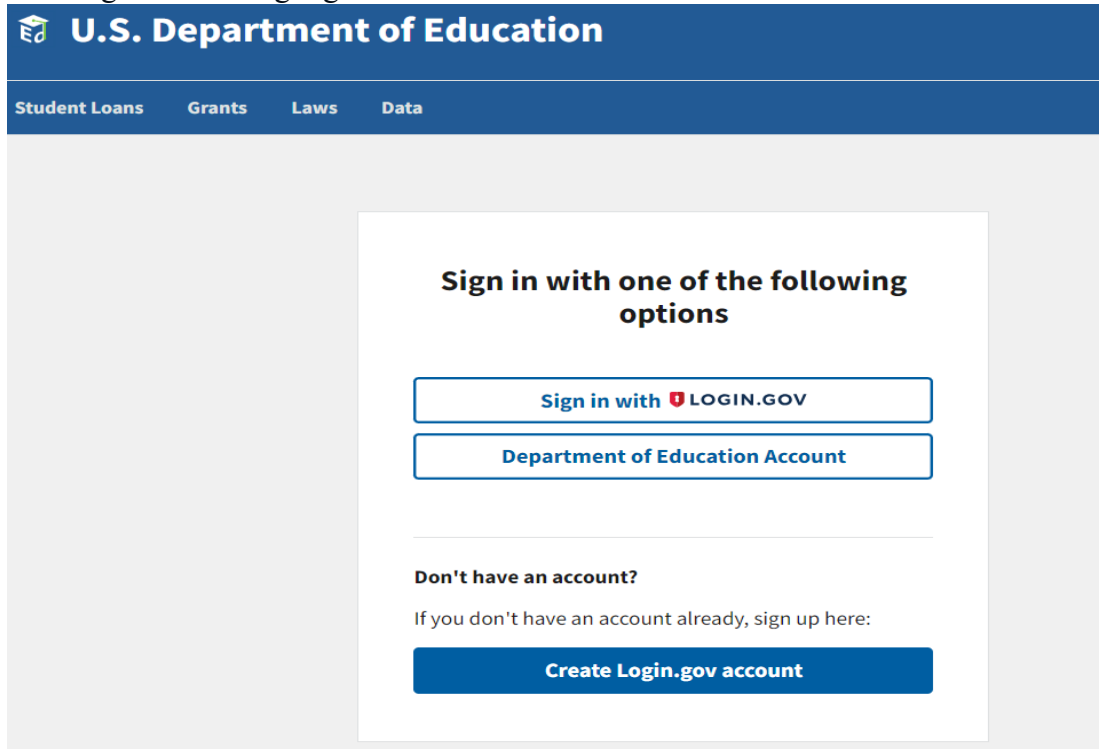 ED U.S. Department of Education
Student Loans Grants Laws Data
Sign in with one of the following
options
Sign in with LOGIN.GOV
Department of Education Account
Don't have an account?
If you don't have an account already, sign up here:
Create Login.gov account